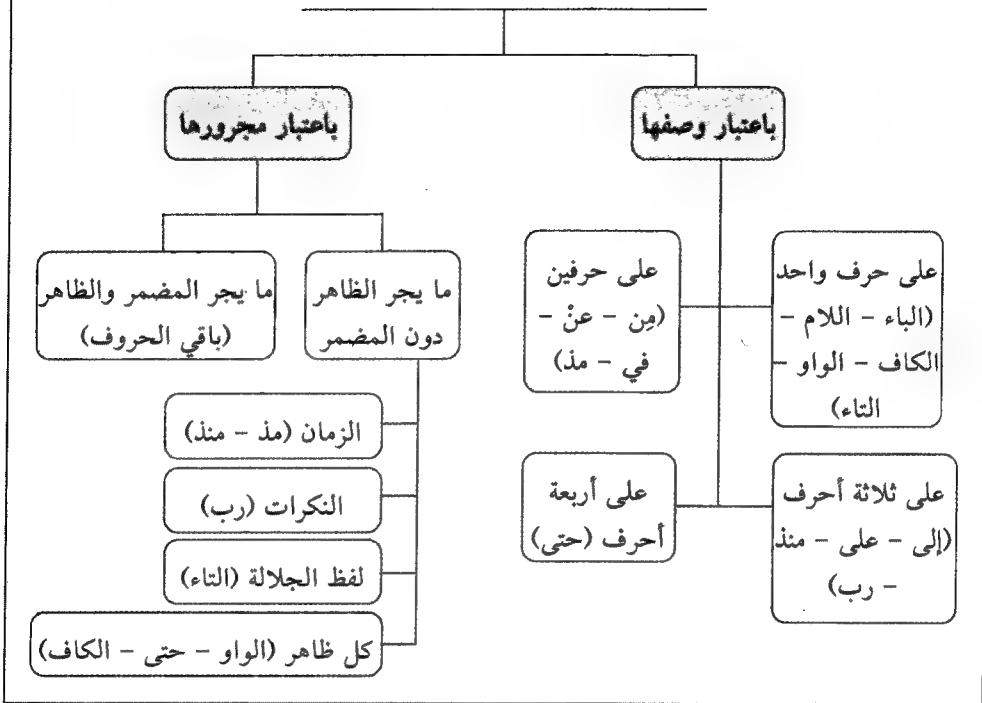 باعتبار وصفها
باعتبار مجرورها
على حرف واحد
(الباء - اللام -
الكاف - الواو -
التاء)
على حرفين
(مِن - عنْ -
في - مذ)
على ثلاثة أحرف
(إلى - على - منذ
- رب)
على أربعة
أحرف (حتى)
ما يجر الظاهر
دون المضمر
ما يجر المضمر والظاهر
(باقي الحروف)
الزمان (مذ - منذ)
النكرات (رب)
لفظ الجلالة (التاء)
كل ظاهر (الواو - حتى - الكاف)